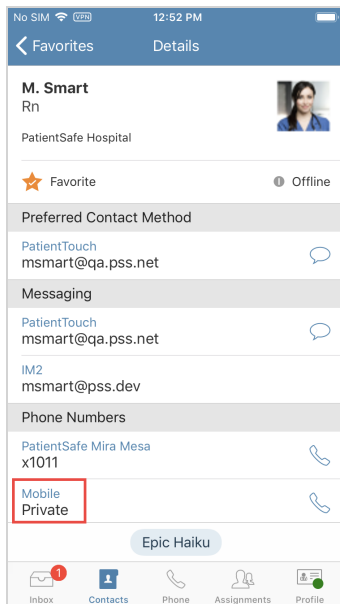 No SIM VPN 12:52 PM
Favorites Details
M. Smart
Rn
PatientSafe Hospital
Favorite Offline
Preferred Contact Method
PatientTouch
msmart@qa.pss.net
Messaging
PatientTouch
msmart@qa.pss.net
IM2
msmart@pss.dev
Phone Numbers
PatientSafe Mira Mesa
x1011
Mobile
Private
Epic Haiku
1
Inbox Contacts Phone Assignments Profile